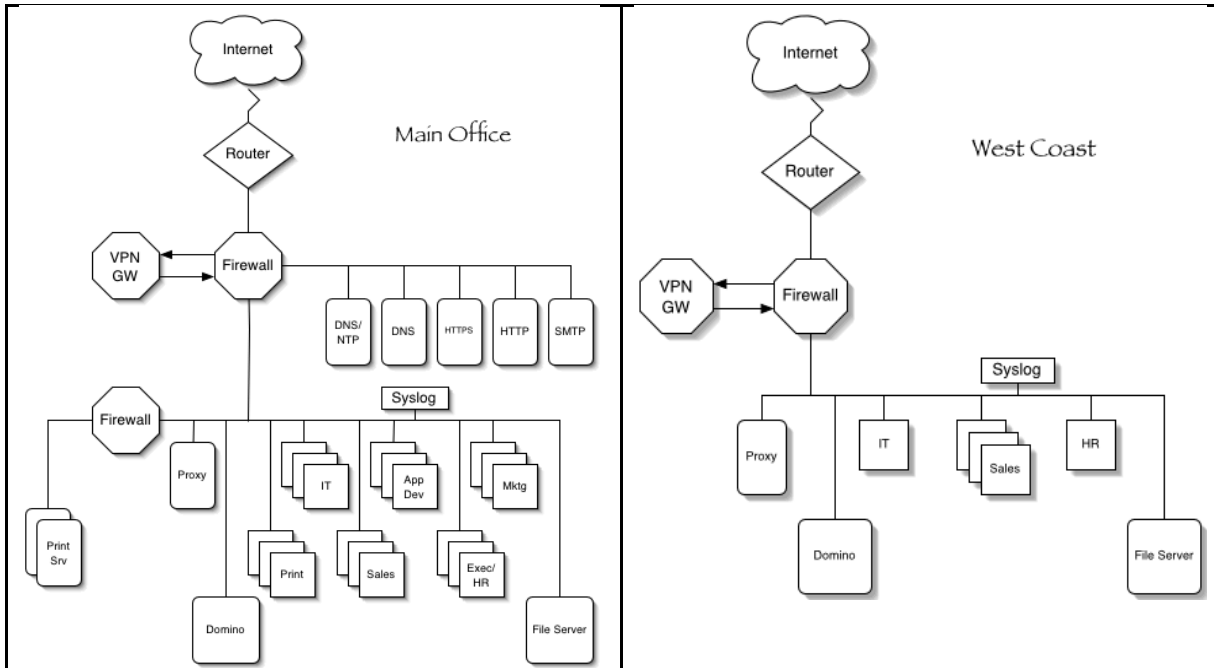 Internet
Main Office
Router
VPN
GW
Firewall
DNS/
NTP
DNS
HTTPS
HTTP
SMTP
Syslog
Firewall
Proxy
IT
App
Dev
Mktg
Print
Srv
Print
Sales
Exec/
HR
Domino
File Server
Internet
West Coast
Router
VPN
GW
Firewall
Syslog
Proxy
IT
Sales
HR
Domino
File Server